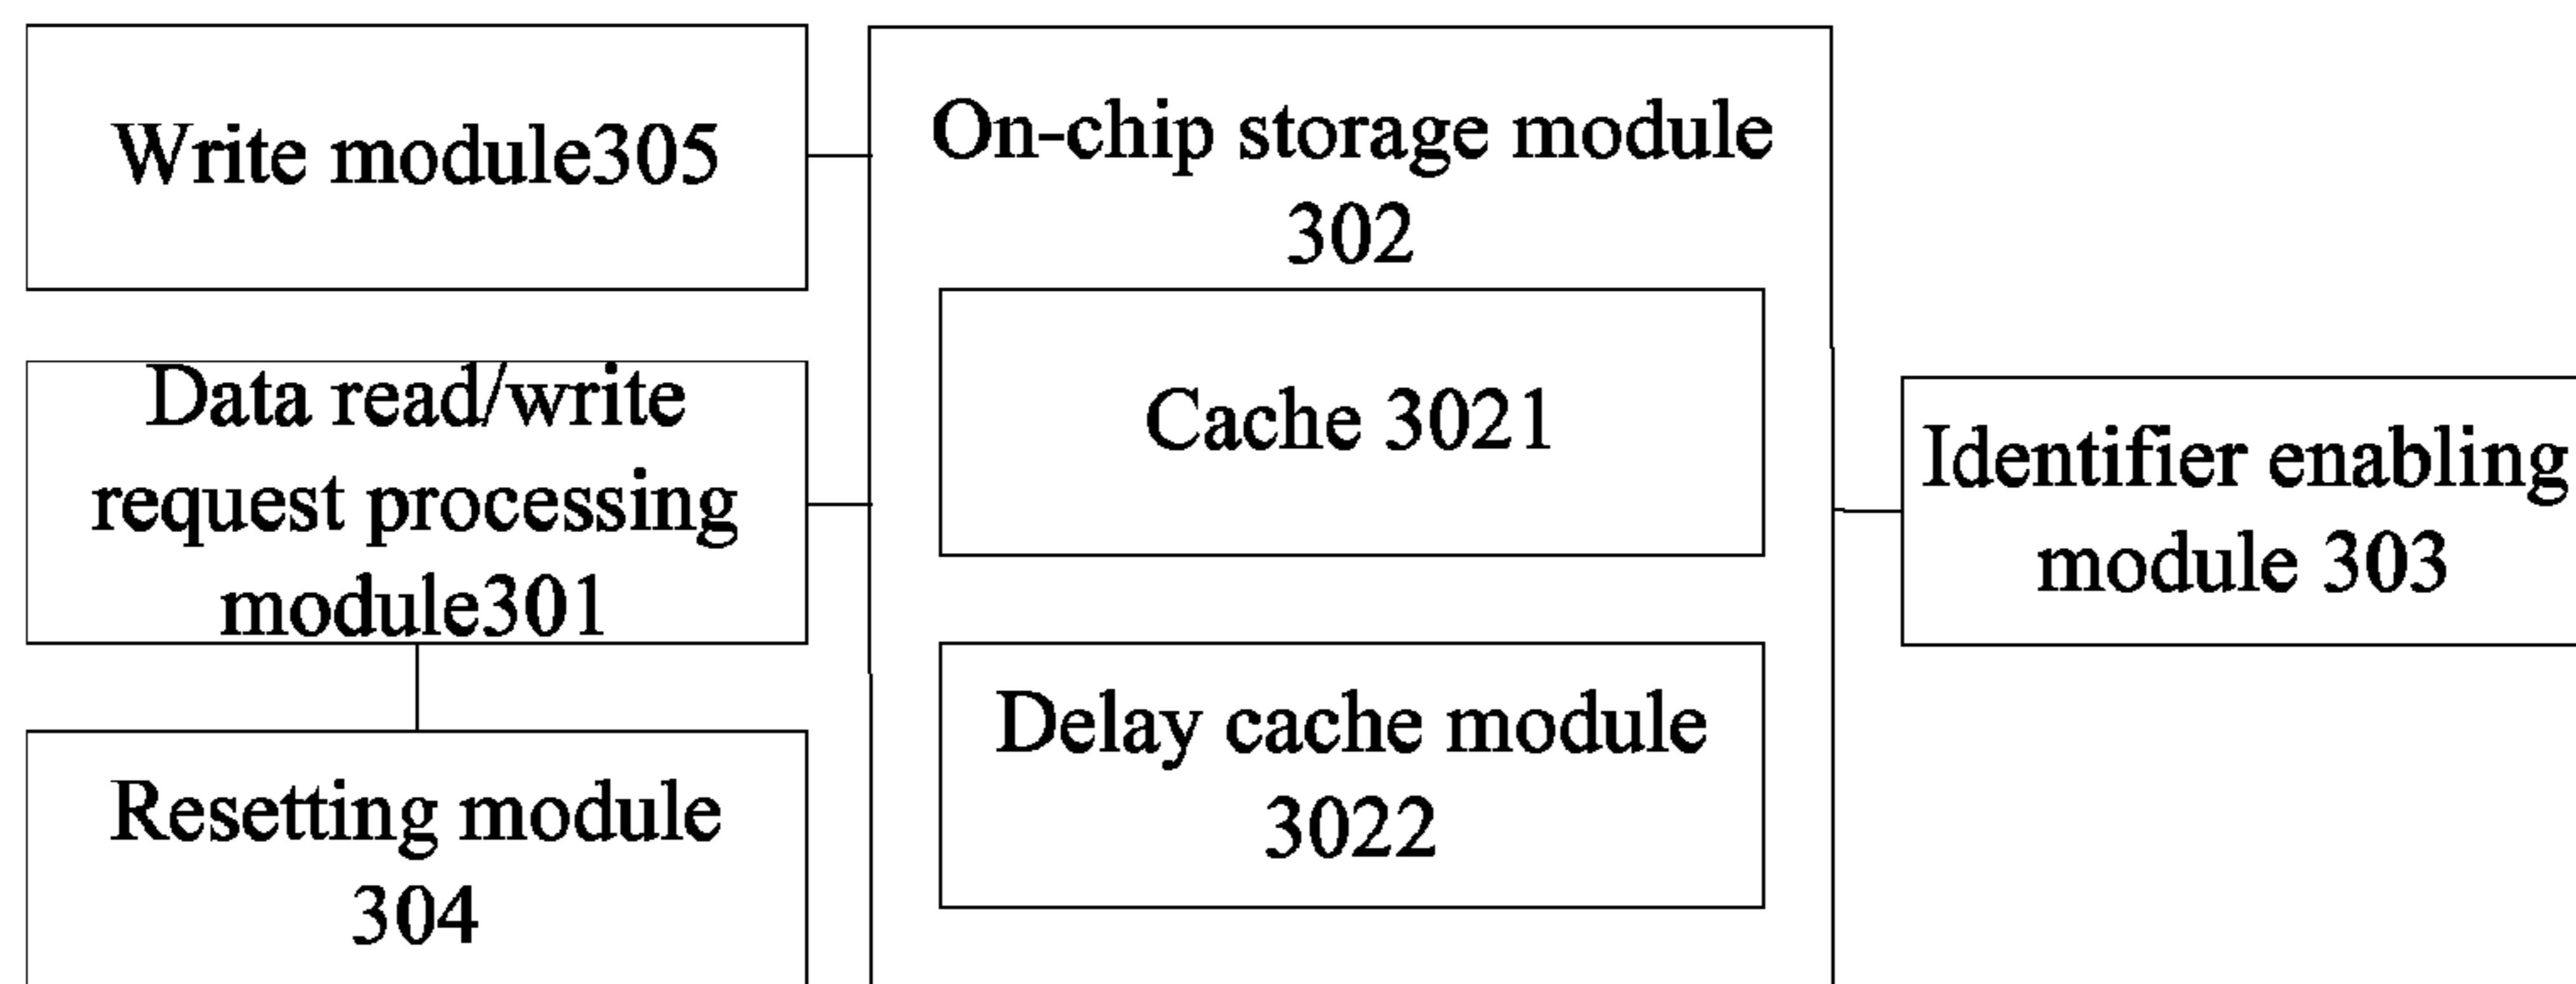 Write module305
Data read/write
request processing
module301
Resetting module
304
On-chip storage module
302
Cache 3021
Delay cache module
3022
Identifier enabling
module 303